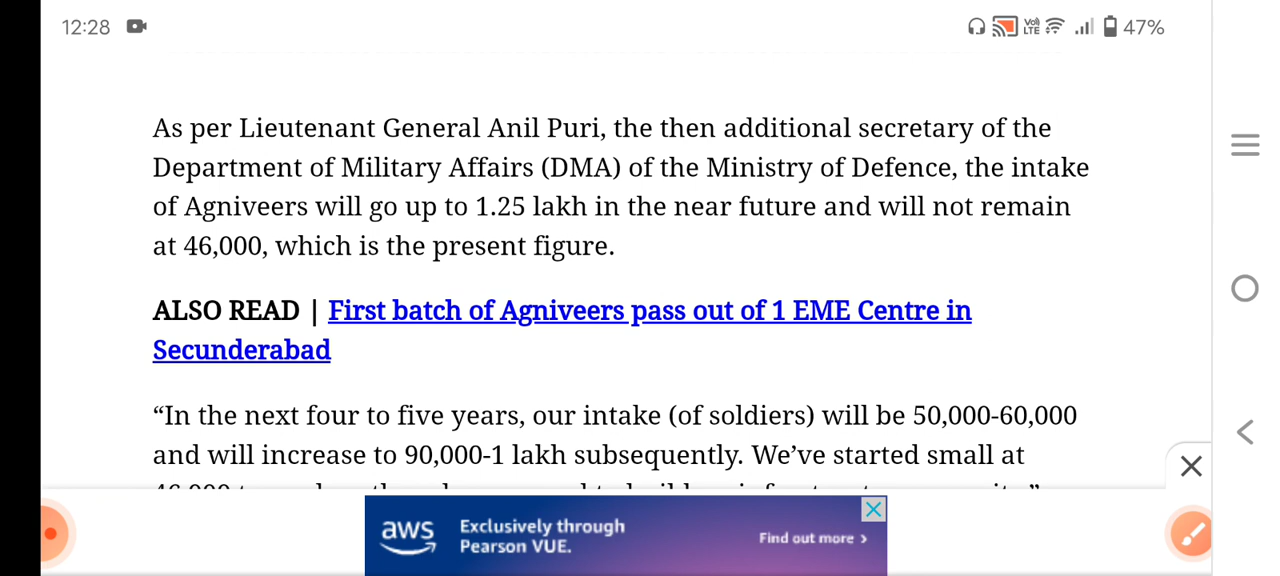 12:28
Vo) LTE 47%
As per Lieutenant General Anil Puri, the then additional secretary of the
Department of Military Affairs (DMA) of the Ministry of Defence, the intake
of Agniveers will go up to 1.25 lakh in the near future and will not remain
at 46,000, which is the present figure.
ALSO READ | First batch of Agniveers pass out of 1 EME Centre in
Secunderabad
“In the next four to five years, our intake (of soldiers) will be 50,000-60,000
and will increase to 90,000-1 lakh subsequently. We’ve started small at
aws
Exclusively through
Pearson VUE.
Find out more >